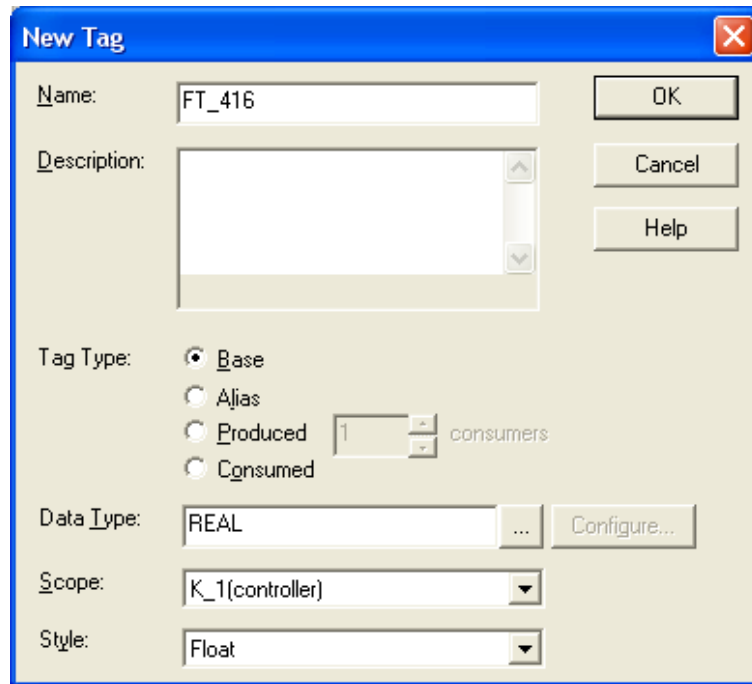 New Tag
Name:
FT_416
OK
Description:
Cancel
Help
Tag Type:
Base
Alias
Produced
1
consumers
Consumed
Data Type:
REAL
...
Configure...
Scope:
K_1(controller)
Style:
Float